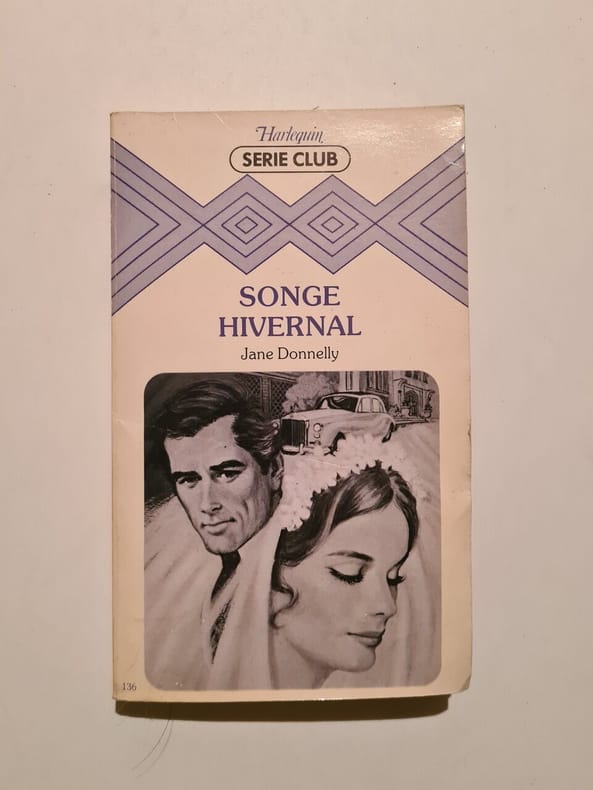 Harlequin
SERIE CLUB
SONGE
HIVERNAL
Jane Donnelly
136